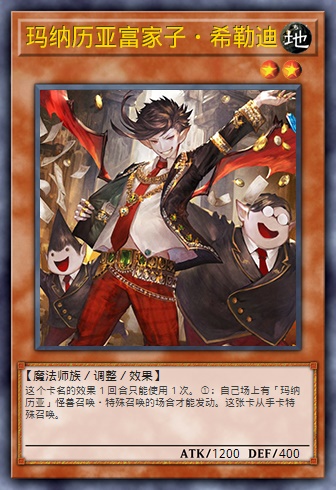 玛纳历亚富家子·希勒迪
地
【魔法师族／调整／效果】
这个卡名的效果１回合只能使用１次。①：自己场上有「玛纳
历亚」怪兽召唤·特殊召唤的场合才能发动。这张卡从手卡特
殊召唤。
ATK/1200 DEF/400